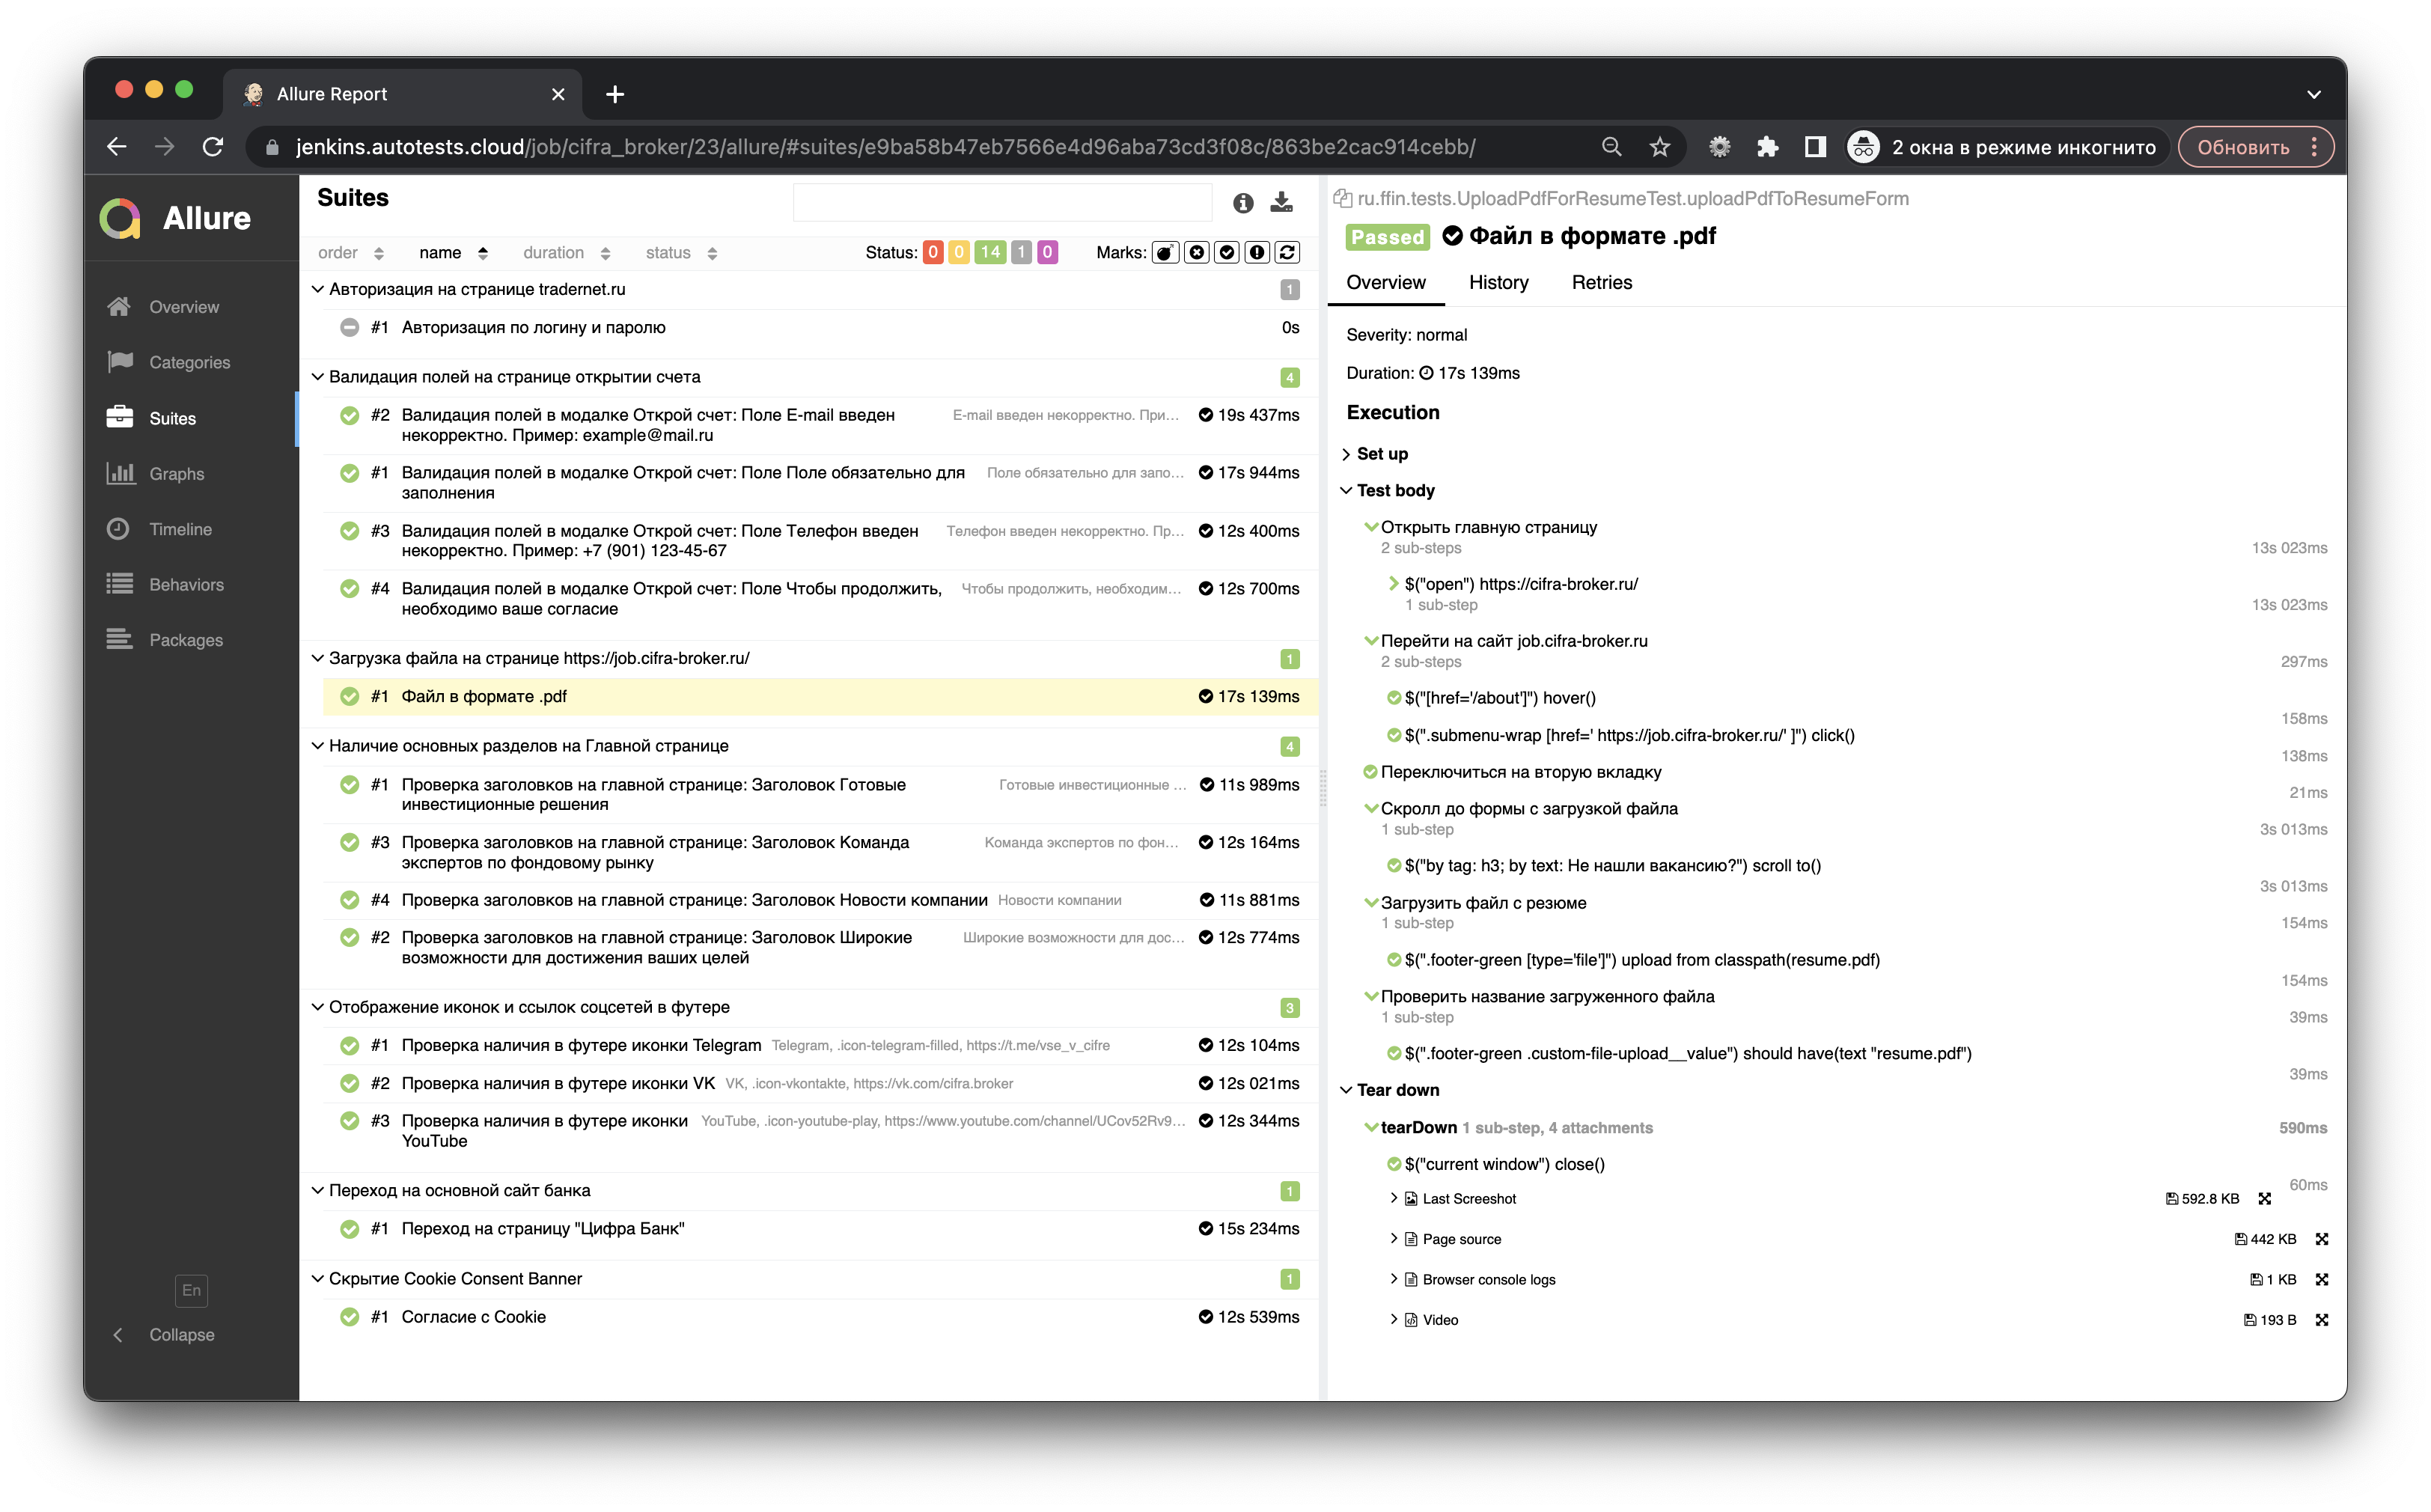 Allure Report
jenkins.autotests.cloud/job/cifra_broker/23/allure/#suites/e9ba58b47eb7566e4d96aba73cd3f08c/863be2cac914cebb/
2 окна в режиме инкогнито
Обновить
Allure
Overview
Categories
Suites
Graphs
Timeline
Behaviors
Packages
En
Collapse
Suites
order name duration status Status: 0 0 14 1 0 Marks:
Авторизация на странице tradernet.ru 1
#1 Авторизация по логину и паролю 0s
Валидация полей на странице открытии счета 4
#2 Валидация полей в модалке Открой счет: Поле E-mail введен E-mail введен некорректно. При... 19s 437ms
некорректно. Пример: example@mail.ru
#1 Валидация полей в модалке Открой счет: Поле Поле обязательно для Поле обязательно для запо... 17s 944ms
заполнения
#3 Валидация полей в модалке Открой счет: Поле Телефон введен Телефон введен некорректно. Пр... 12s 400ms
некорректно. Пример: +7 (901) 123-45-67
#4 Валидация полей в модалке Открой счет: Поле Чтобы продолжить, Чтобы продолжить, необходим... 12s 700ms
необходимо ваше согласие
Загрузка файла на странице https://job.cifra-broker.ru/ 1
#1 Файл в формате .pdf 17s 139ms
Наличие основных разделов на Главной странице 4
#1 Проверка заголовков на главной странице: Заголовок Готовые Готовые инвестиционные ... 11s 989ms
инвестиционные решения
#3 Проверка заголовков на главной странице: Заголовок Команда Команда экспертов по фон... 12s 164ms
экспертов по фондовому рынку
#4 Проверка заголовков на главной странице: Заголовок Новости компании Новости компании 11s 881ms
#2 Проверка заголовков на главной странице: Заголовок Широкие Широкие возможности для дос... 12s 774ms
возможности для достижения ваших целей
Отображение иконок и ссылок соцсетей в футере 3
#1 Проверка наличия в футере иконки Telegram Telegram, .icon-telegram-filled, https://t.me/vse_v_cifre 12s 104ms
#2 Проверка наличия в футере иконки VK VK, .icon-vkontakte, https://vk.com/cifra.broker 12s 021ms
#3 Проверка наличия в футере иконки YouTube, .icon-youtube-play, https://www.youtube.com/channel/UCov52Rv9... 12s 344ms
YouTube
Переход на основной сайт банка 1
#1 Переход на страницу "Цифра Банк" 15s 234ms
Скрытие Cookie Consent Banner 1
#1 Согласие с Cookie 12s 539ms
ru.ffin.tests.UploadPdfForResumeTest.uploadPdfToResumeForm
Passed Файл в формате .pdf
Overview History Retries
Severity: normal
Duration: 17s 139ms
Execution
Set up
Test body
Открыть главную страницу
2 sub-steps 13s 023ms
$("open") https://cifra-broker.ru/
1 sub-step 13s 023ms
Перейти на сайт job.cifra-broker.ru
2 sub-steps 297ms
$("[href='/about']") hover()
158ms
$(".submenu-wrap [href=' https://job.cifra-broker.ru/' ]") click()
138ms
Переключиться на вторую вкладку
21ms
Скролл до формы с загрузкой файла
1 sub-step 3s 013ms
$("by tag: h3; by text: Не нашли вакансию?") scroll to()
3s 013ms
Загрузить файл с резюме
1 sub-step 154ms
$(".footer-green [type='file']") upload from classpath(resume.pdf)
154ms
Проверить название загруженного файла
1 sub-step 39ms
$(".footer-green .custom-file-upload__value") should have(text "resume.pdf")
39ms
Tear down
tearDown 1 sub-step, 4 attachments 590ms
$("current window") close()
60ms
Last Screeshot 592.8 KB
Page source 442 KB
Browser console logs 1 KB
Video 193 B